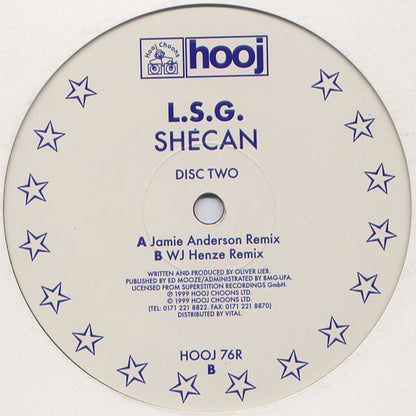 Hooj Choons
hooj
L.S.G.
SHECAN
DISC TWO
A Jamie Anderson Remix
B WJ Henze Remix
WRITTEN AND PRODUCED BY OLIVER LIEB.
PUBLISHED BY ED MOOZE/ADMINISTRATED BY BMG-UFA.
LICENSED FROM SUPERSTITION RECORDINGS GmbH.
℗ 1999 HOOJ CHOONS LTD.
© 1999 HOOJ CHOONS LTD.
(TEL: 0171 221 8822. FAX: 0171 221 8870)
DISTRIBUTED BY VITAL.
HOOJ 76R
B